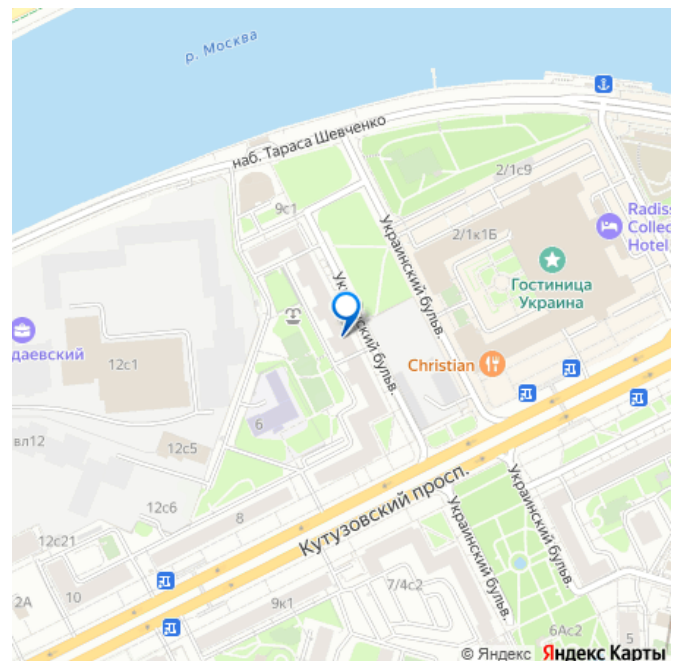 р. Москва
наб. Тараса Шевченко
2/1с9
9с1
Украинский бульв.
2/1к1Б
Radiss
Collec
Hotel
Гостиница
Украина
Украинский бульв.
даевский
12с1
Christian
6
вл12
12с5
12с6
8
Кутузовский просп.
Украинский бульв.
Украинский бульв.
12с21
10
2А
7/4с2
9к1
6Ас2
5
© Яндекс Яндекс Карты